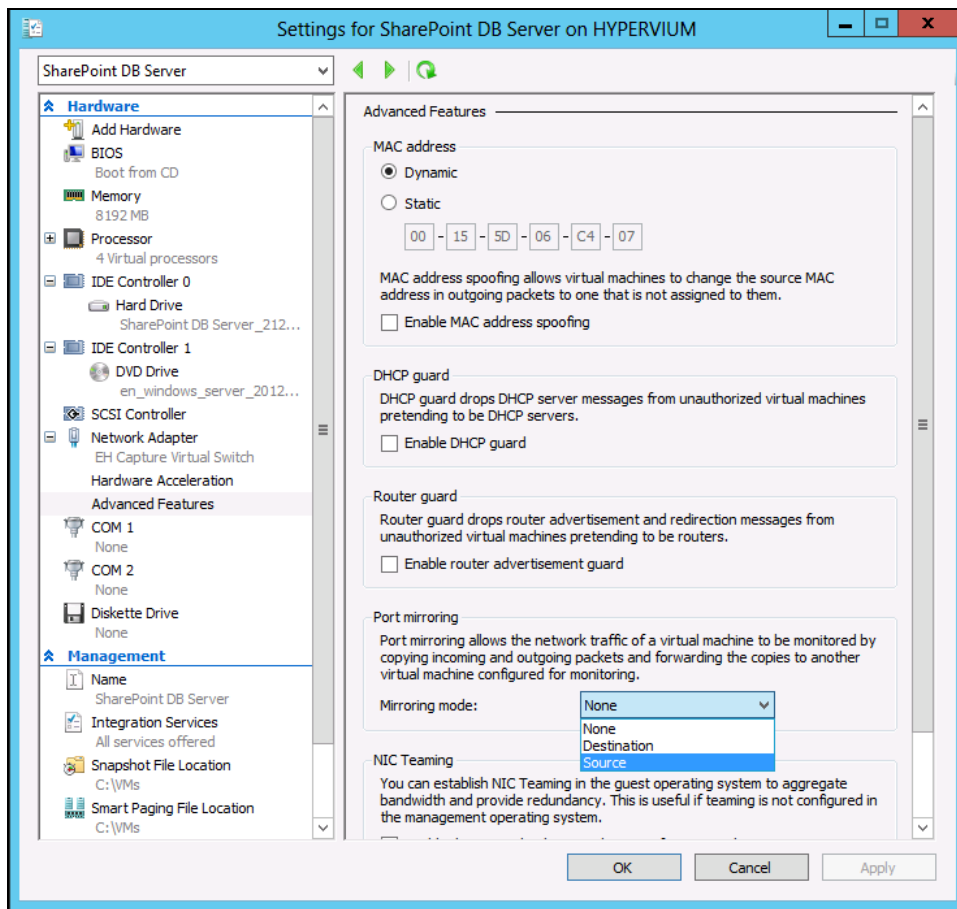 Settings for SharePoint DB Server on HYPERVIUM
SharePoint DB Server
Hardware
Add Hardware
BIOS
Boot from CD
Memory
8192 MB
Processor
4 Virtual processors
IDE Controller 0
Hard Drive
SharePoint DB Server_212...
IDE Controller 1
DVD Drive
en_windows_server_2012...
SCSI Controller
Network Adapter
EH Capture Virtual Switch
Hardware Acceleration
Advanced Features
COM 1
None
COM 2
None
Diskette Drive
None
Management
Name
SharePoint DB Server
Integration Services
All services offered
Snapshot File Location
C:\VMs
Smart Paging File Location
C:\VMs
Advanced Features
MAC address
Dynamic
Static
00 - 15 - 5D - 06 - C4 - 07
MAC address spoofing allows virtual machines to change the source MAC
address in outgoing packets to one that is not assigned to them.
Enable MAC address spoofing
DHCP guard
DHCP guard drops DHCP server messages from unauthorized virtual machines
pretending to be DHCP servers.
Enable DHCP guard
Router guard
Router guard drops router advertisement and redirection messages from
unauthorized virtual machines pretending to be routers.
Enable router advertisement guard
Port mirroring
Port mirroring allows the network traffic of a virtual machine to be monitored by
copying incoming and outgoing packets and forwarding the copies to another
virtual machine configured for monitoring.
Mirroring mode: None
None
Destination
Source
NIC Teaming
You can establish NIC Teaming in the guest operating system to aggregate
bandwidth and provide redundancy. This is useful if teaming is not configured in
the management operating system.
OK Cancel Apply